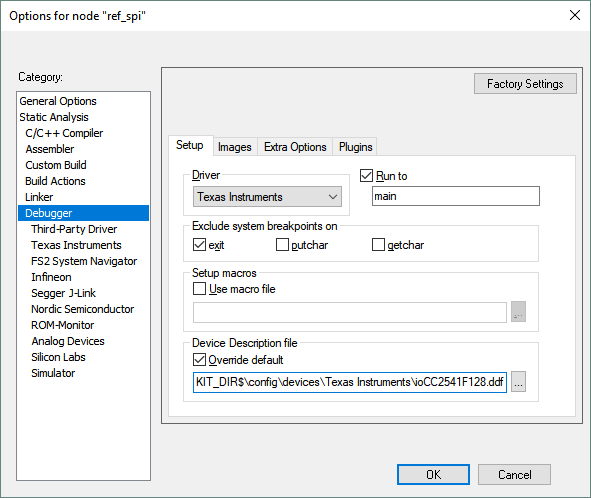 Options for node "ref_spi"
Category:
General Options
Static Analysis
C/C++ Compiler
Assembler
Custom Build
Build Actions
Linker
Debugger
Third-Party Driver
Texas Instruments
FS2 System Navigator
Infineon
Segger J-Link
Nordic Semiconductor
ROM-Monitor
Analog Devices
Silicon Labs
Simulator
Factory Settings
Setup Images Extra Options Plugins
Driver
Texas Instruments
Run to
main
Exclude system breakpoints on
exit putchar getchar
Setup macros
Use macro file
...
Device Description file
Override default
KIT_DIR$\config\devices\Texas Instruments\ioCC2541F128.ddf ...
OK Cancel